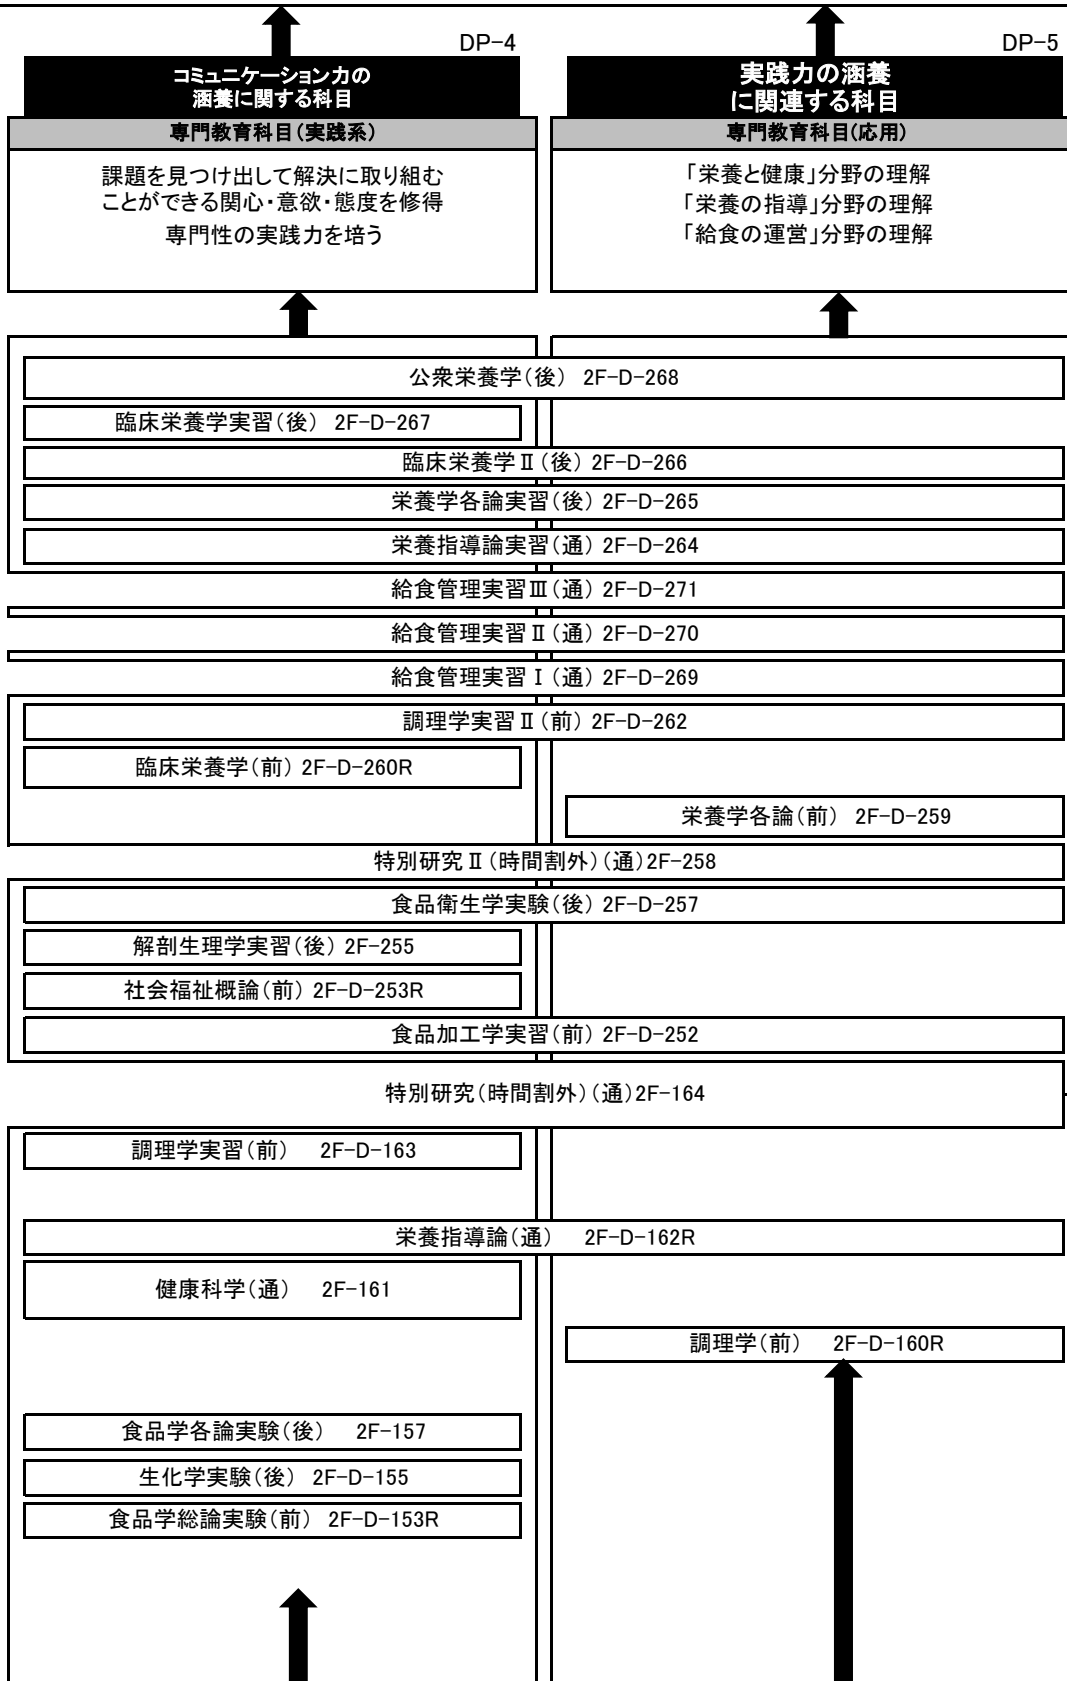 DP-4
コミュニケーション力の
涵養に関する科目
専門教育科目(実践系)
課題を見つけ出して解決に取り組む
ことができる関心・意欲・態度を修得
専門性の実践力を培う
DP-5
実践力の涵養
に関連する科目
専門教育科目(応用)
「栄養と健康」分野の理解
「栄養の指導」分野の理解
「給食の運営」分野の理解
公衆栄養学(後) 2F-D-268
臨床栄養学実習(後) 2F-D-267
臨床栄養学Ⅱ(後) 2F-D-266
栄養学各論実習(後) 2F-D-265
栄養指導論実習(通) 2F-D-264
給食管理実習Ⅲ(通) 2F-D-271
給食管理実習Ⅱ(通) 2F-D-270
給食管理実習Ⅰ(通) 2F-D-269
調理学実習Ⅱ(前) 2F-D-262
臨床栄養学(前) 2F-D-260R
栄養学各論(前) 2F-D-259
特別研究Ⅱ(時間割外)(通)2F-258
食品衛生学実験(後) 2F-D-257
解剖生理学実習(後) 2F-255
社会福祉概論(前) 2F-D-253R
食品加工学実習(前) 2F-D-252
特別研究(時間割外)(通)2F-164
調理学実習(前) 2F-D-163
栄養指導論(通) 2F-D-162R
健康科学(通) 2F-161
調理学(前) 2F-D-160R
食品学各論実験(後) 2F-157
生化学実験(後) 2F-D-155
食品学総論実験(前) 2F-D-153R